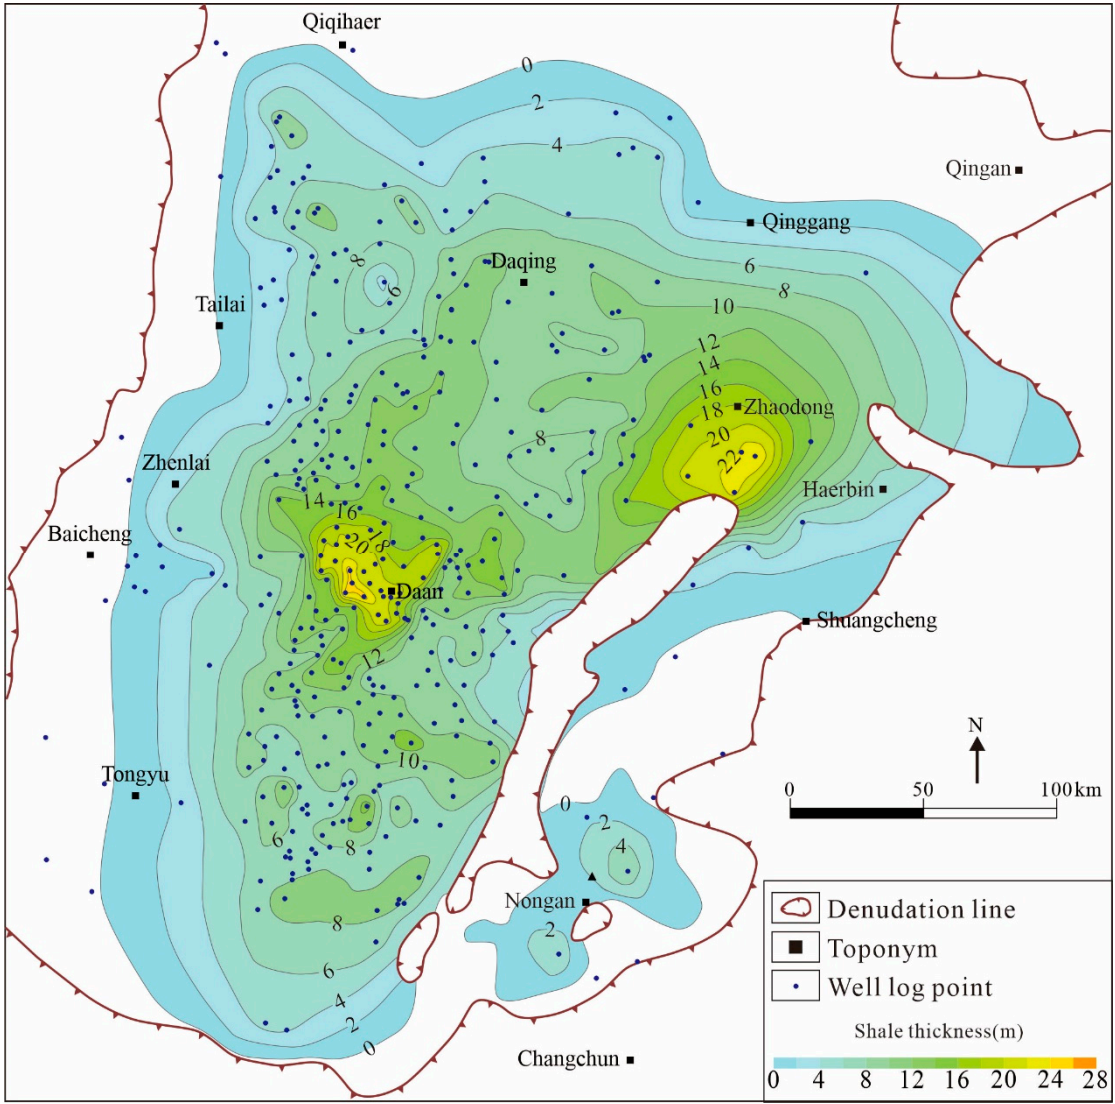 Qiqihaer
0
2
4
Qingan
Qinggang
8
6
Daqing
6
8
Tailai
10
12
14
16
18
Zhaodong
20
22
8
Zhenlai
Haerbin
14
16
18
20
Baicheng
Daan
Shuangcheng
12
N
10
Tongyu
0
50
100km
0
2
4
6
8
Nongan
2
8
6
4
2
0
Changchun
Denudation line
Toponym
Well log point
Shale thickness(m)
0 4 8 12 16 20 24 28